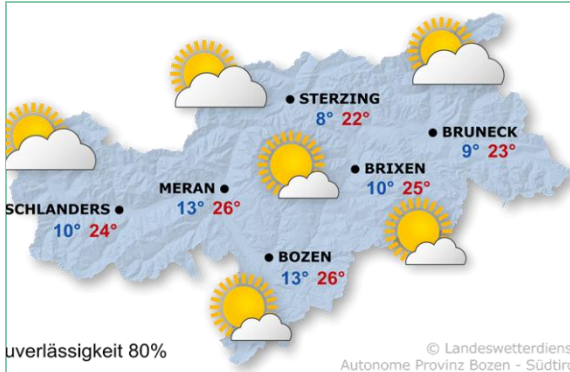 STERZING
8° 22°
BRUNECK
9° 23°
BRIXEN
10° 25°
MERAN
13° 26°
SCHLANDERS
10° 24°
BOZEN
13° 26°
uverlässigkeit 80%
© Landeswetterdiens
Autonome Provinz Bozen - Südtiro